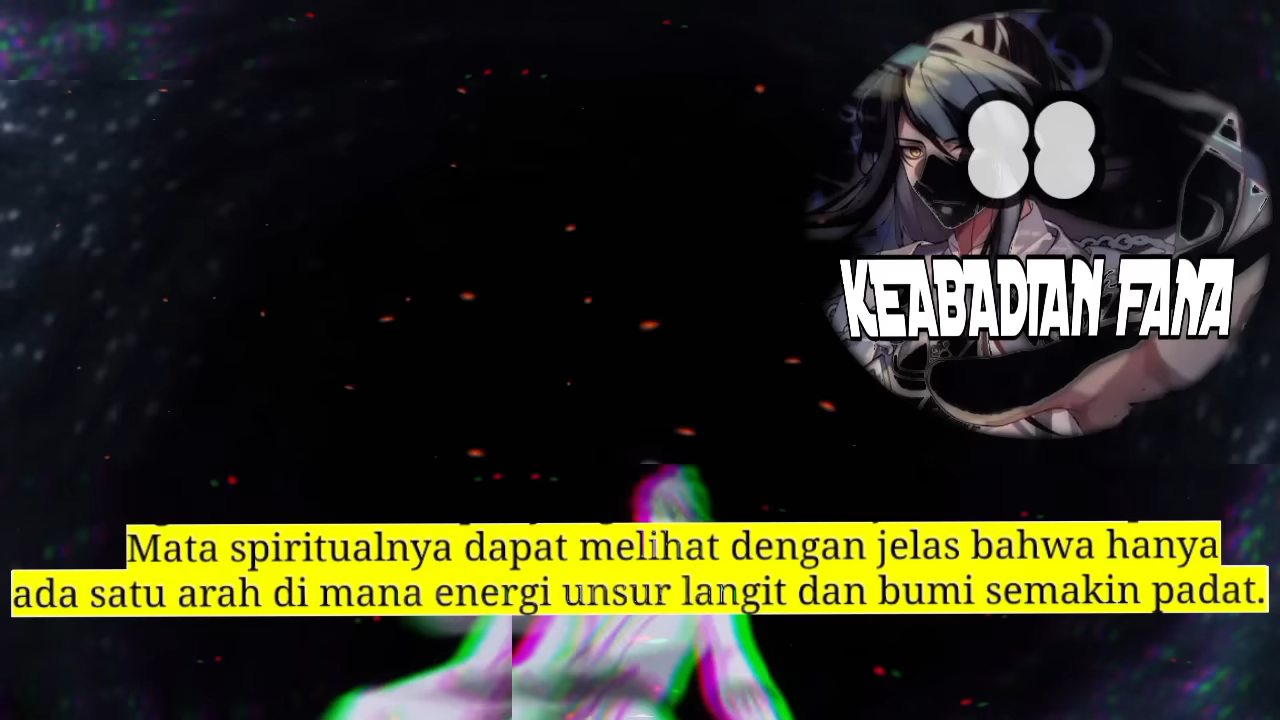 88
KEABADIAN FANA
Mata spiritualnya dapat melihat dengan jelas bahwa hanya
ada satu arah di mana energi unsur langit dan bumi semakin padat.